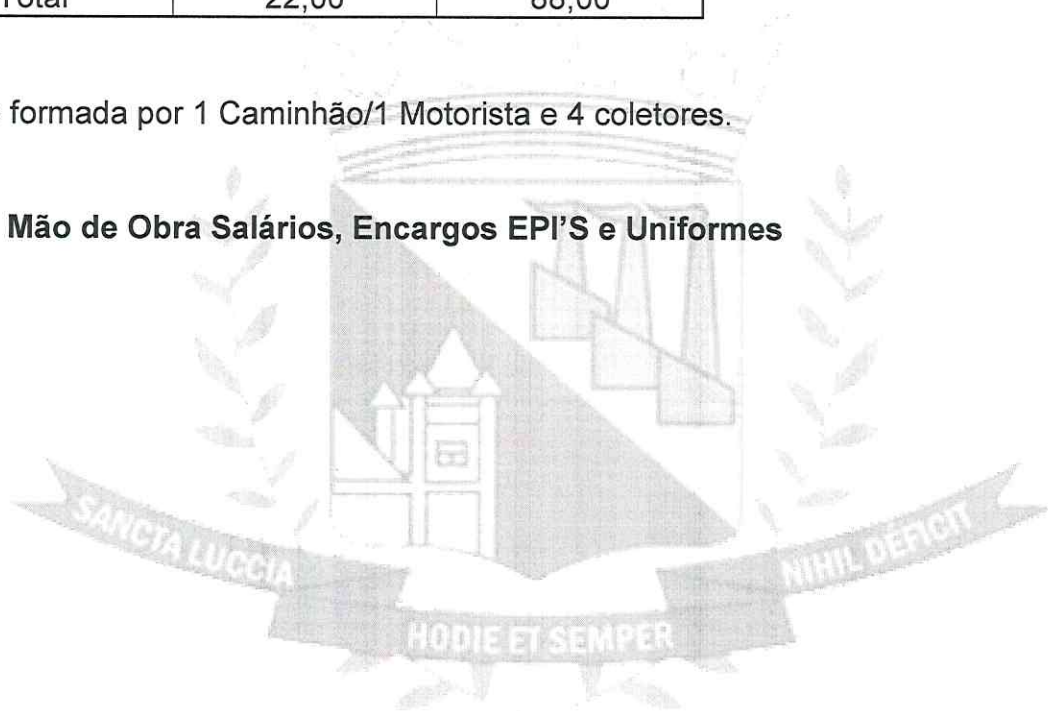 Total 22,00 88,00
formada por 1 Caminhão/1 Motorista e 4 coletores.
Mão de Obra Salários, Encargos EPI'S e Uniformes
SANCTA LUCCIA
NIHIL DEFICIT
HODIE ET SEMPER